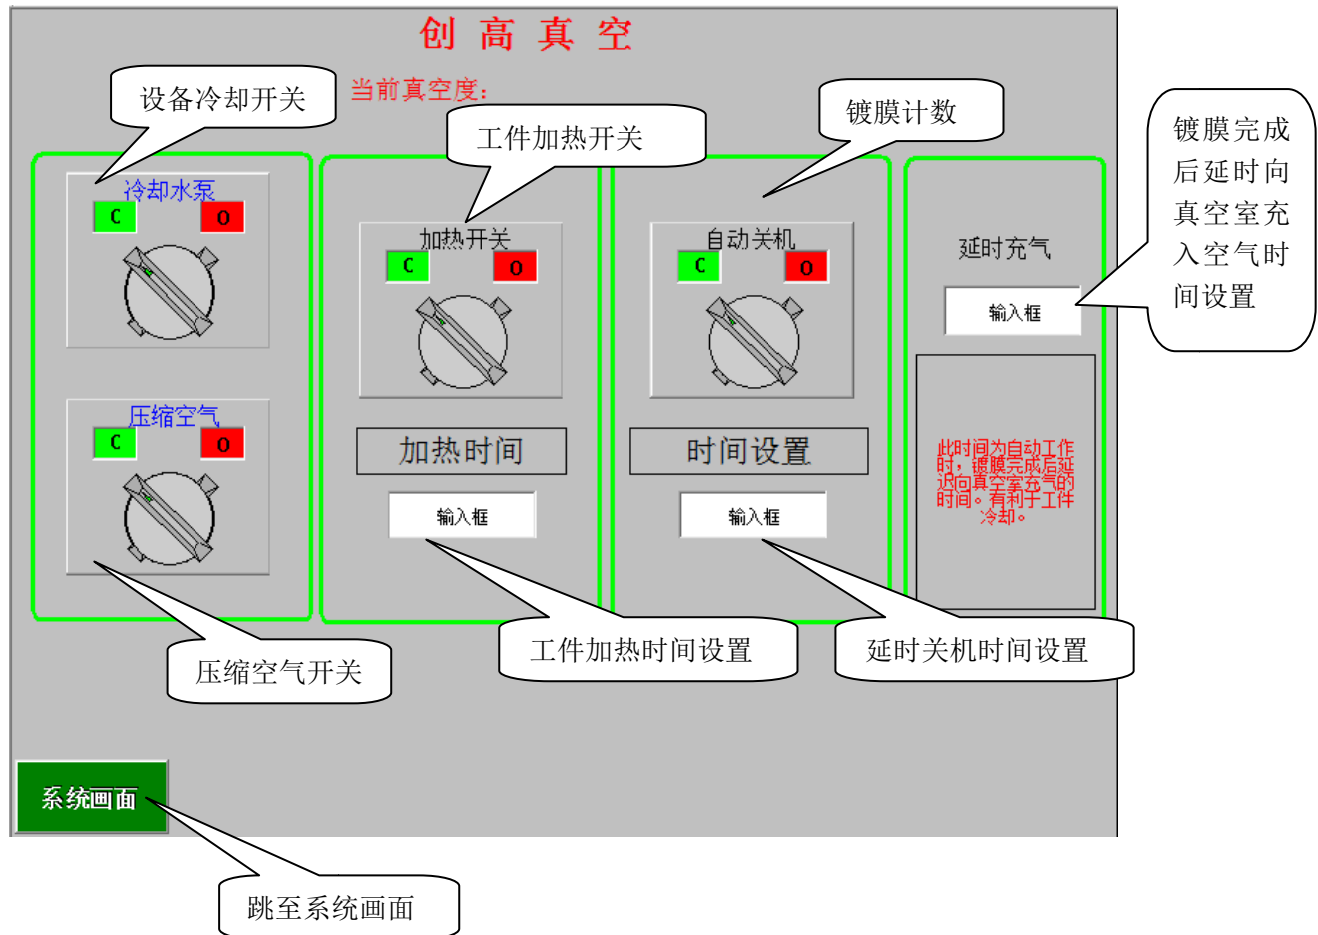 创高真空
当前真空度：
设备冷却开关
工件加热开关
镀膜计数
镀膜完成
后延时向
真空室充
入空气时
间设置
冷却水泵
C O
加热开关
C O
自动关机
C O
延时充气
输入框
压缩空气
C O
加热时间
时间设置
输入框
输入框
此时间为自动工作
时，镀膜完成后延
迟向真空室充气的
时间。有利于工件
冷却。
压缩空气开关
工件加热时间设置
延时关机时间设置
系统画面
跳至系统画面